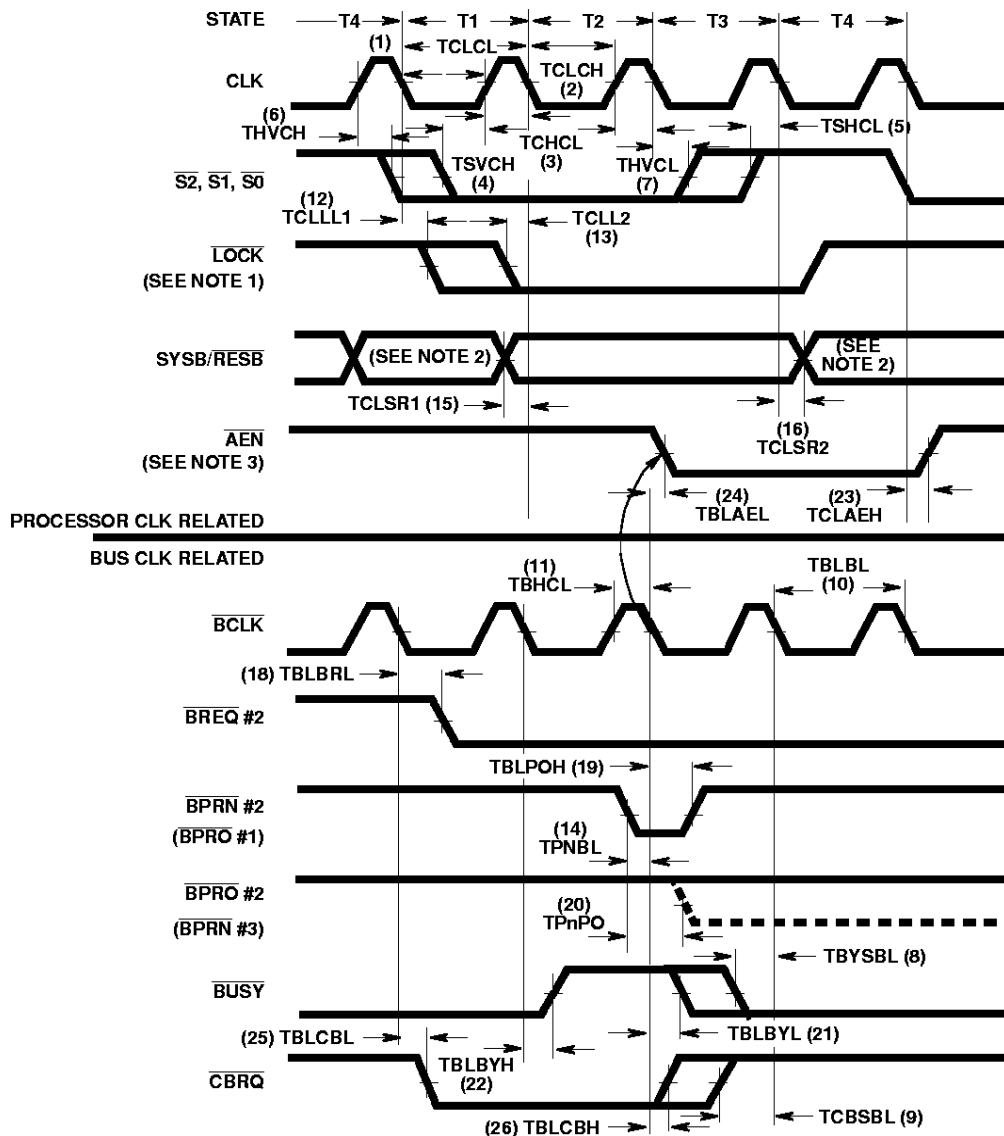 STATE T4 T1 T2 T3 T4
(1)
TCLCL
CLK
TCLCH
(2)
(6)
THVCH
TSHCL (5)
TCHCL
(3)
TSVCH
(4)
THVCL
(7)
S2, S1, S0
(12)
TCLLL1
TCLL2
(13)
LOCK
(SEE NOTE 1)
SYSB/RESB
(SEE NOTE 2)
(SEE
NOTE 2)
TCLSR1 (15)
(16)
TCLSR2
AEN
(SEE NOTE 3)
(24)
TBLAEL
(23)
TCLAEH
PROCESSOR CLK RELATED
BUS CLK RELATED
(11)
TBHCL
TBLBL
(10)
BCLK
(18) TBLBRL
BREQ #2
TBLPOH (19)
BPRN #2
(BPRO #1)
(14)
TPNBL
BPRO #2
(BPRN #3)
(20)
TPnPO
TBYSBL (8)
BUSY
(25) TBLCBL
TBLBYL (21)
TBLBYH
(22)
CBRQ
TCBSBL (9)
(26) TBLCBH